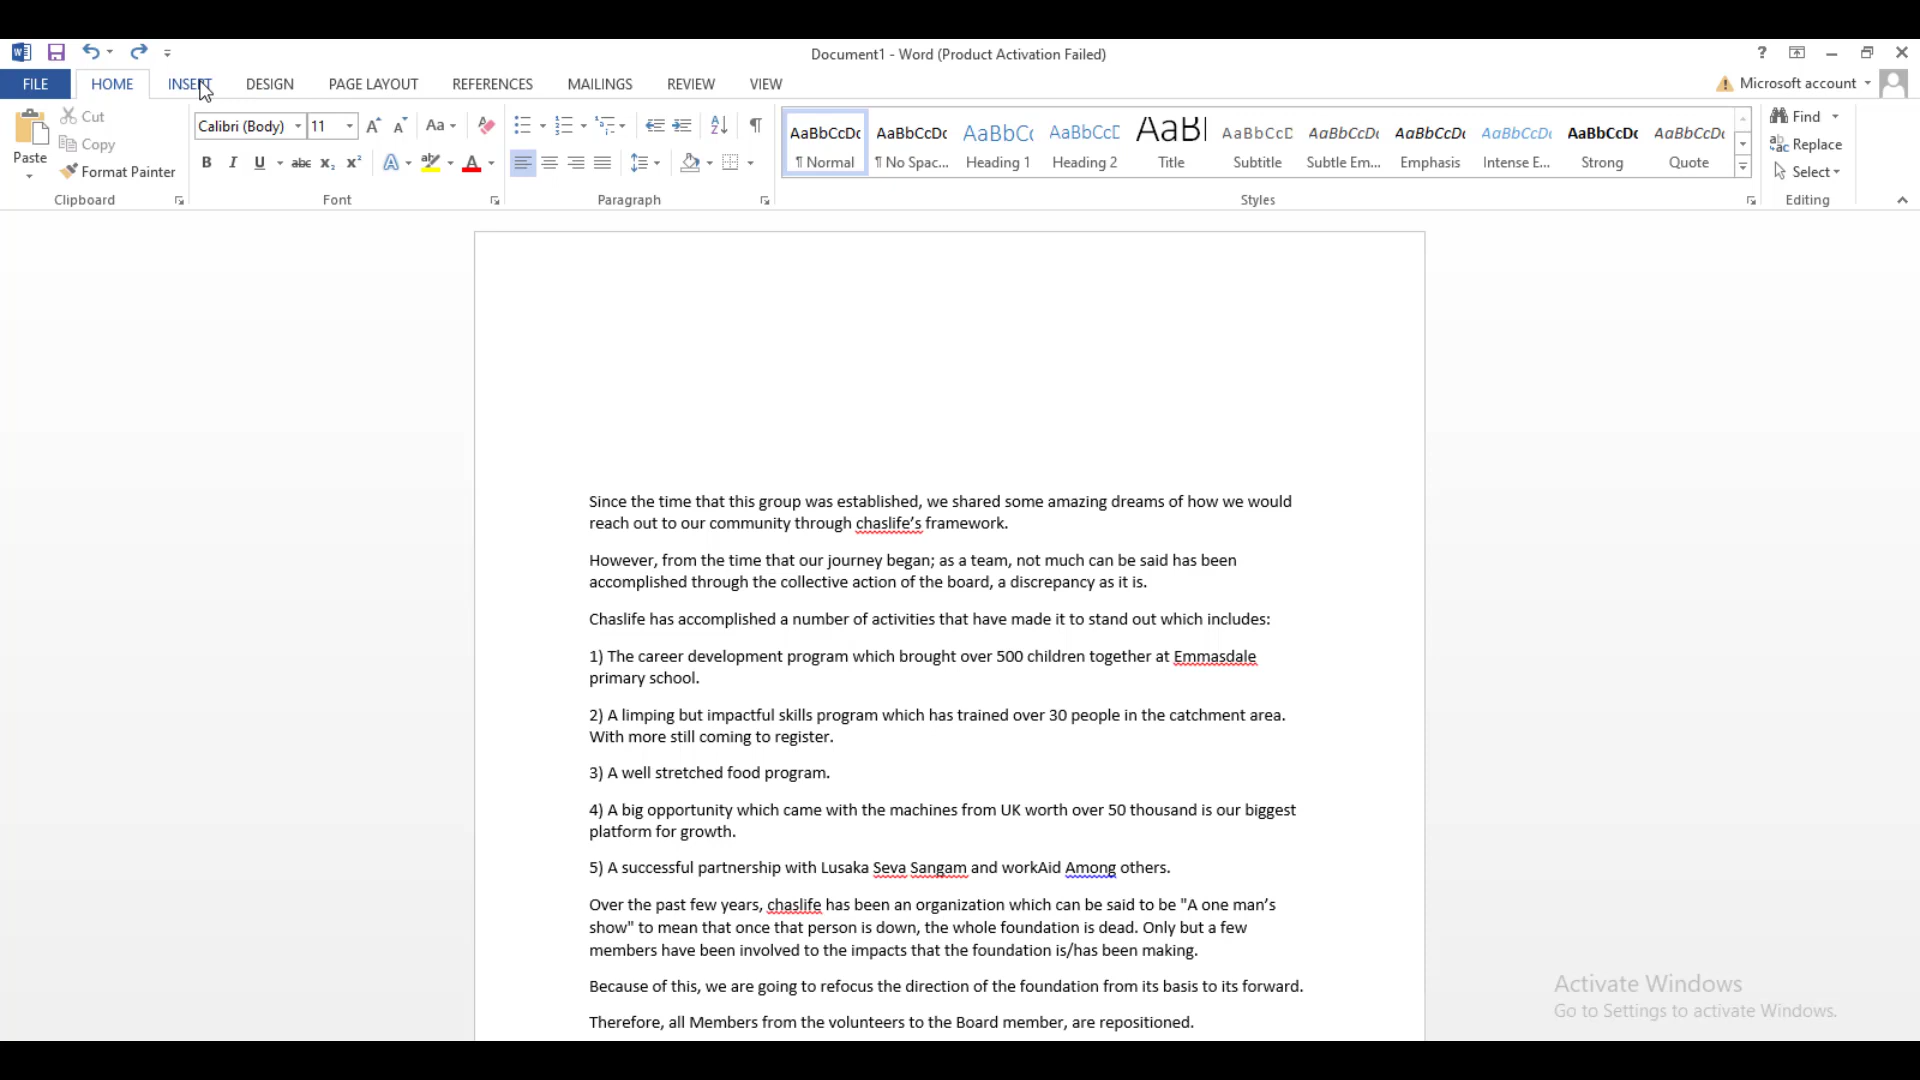 Document1 - Word (Product Activation Failed)
FILE HOME INSERT DESIGN PAGE LAYOUT REFERENCES MAILINGS REVIEW VIEW
Microsoft account
Cut
Copy
Format Painter
Paste
Clipboard
Calibri (Body) 11
Font
Paragraph
AaBbCcDc AaBbCcDc AaBbCc AaBbCcD AaBl AaBbCcD AaBbCcDc AaBbCcDc AaBbCcDc AaBbCcDc AaBbCcDc
¶ Normal ¶ No Spac... Heading 1 Heading 2 Title Subtitle Subtle Em... Emphasis Intense E... Strong Quote
Styles
Find
Replace
Select
Editing
Since the time that this group was established, we shared some amazing dreams of how we would
reach out to our community through chaslife’s framework.
However, from the time that our journey began; as a team, not much can be said has been
accomplished through the collective action of the board, a discrepancy as it is.
Chaslife has accomplished a number of activities that have made it to stand out which includes:
1) The career development program which brought over 500 children together at Emmasdale
primary school.
2) A limping but impactful skills program which has trained over 30 people in the catchment area.
With more still coming to register.
3) A well stretched food program.
4) A big opportunity which came with the machines from UK worth over 50 thousand is our biggest
platform for growth.
5) A successful partnership with Lusaka Seva Sangam and workAid Among others.
Over the past few years, chaslife has been an organization which can be said to be "A one man’s
show" to mean that once that person is down, the whole foundation is dead. Only but a few
members have been involved to the impacts that the foundation is/has been making.
Because of this, we are going to refocus the direction of the foundation from its basis to its forward.
Therefore, all Members from the volunteers to the Board member, are repositioned.
Activate Windows
Go to Settings to activate Windows.